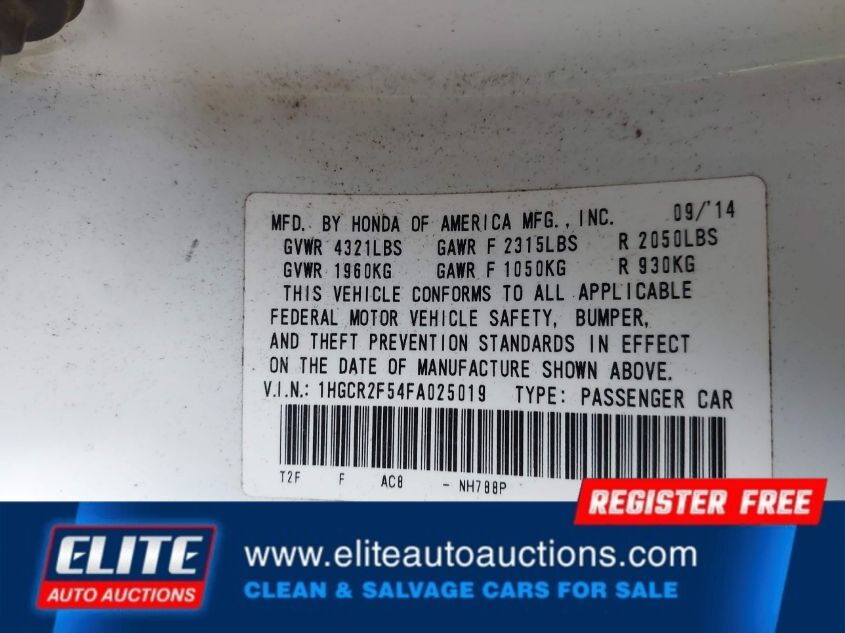 MFD. BY HONDA OF AMERICA MFG., INC. 09/'14
GVWR 4321LBS GAWR F 2315LBS R 2050LBS
GVWR 1960KG GAWR F 1050KG R 930KG
THIS VEHICLE CONFORMS TO ALL APPLICABLE
FEDERAL MOTOR VEHICLE SAFETY, BUMPER,
AND THEFT PREVENTION STANDARDS IN EFFECT
ON THE DATE OF MANUFACTURE SHOWN ABOVE.
V.I.N.: 1HGCR2F54FA025019 TYPE: PASSENGER CAR
T2F F AC8 - NH788P
REGISTER FREE
ELITE
AUTO AUCTIONS
www.eliteautoauctions.com
CLEAN & SALVAGE CARS FOR SALE